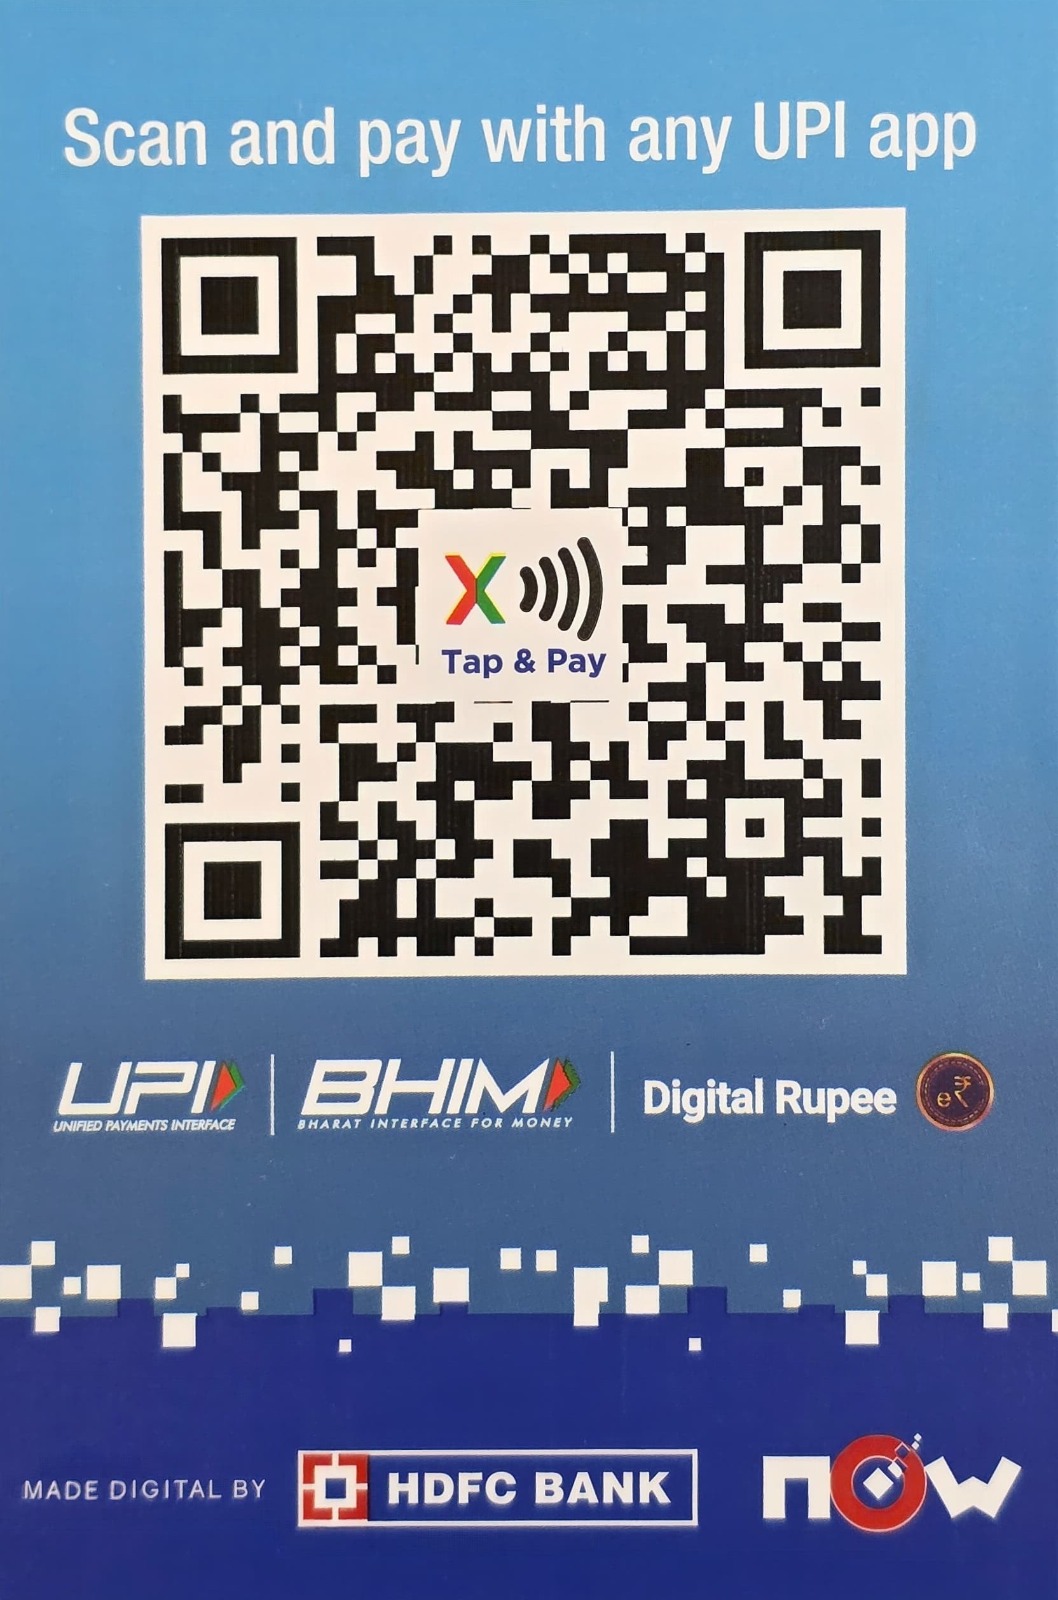 Scan and pay with any UPI app
Tap & Pay
UPI
UNIFIED PAYMENTS INTERFACE
BHIM
BHARAT INTERFACE FOR MONEY
Digital Rupee
e₹
MADE DIGITAL BY
HDFC BANK
now